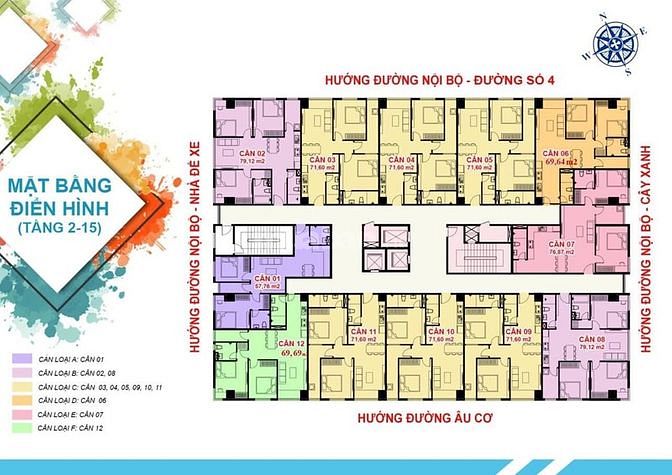 N
E
W
S
HƯỚNG ĐƯỜNG NỘI BỘ - ĐƯỜNG SỐ 4
MẶT BẰNG
ĐIỂN HÌNH
(TẦNG 2-15)
HƯỚNG ĐƯỜNG NỘI BỘ - NHÀ ĐỂ XE
CĂN 02
79,12 m2
CĂN 03
71,60 m2
CĂN 04
71,60 m2
CĂN 05
71,60 m2
CĂN 06
69,64 m2
HƯỚNG ĐƯỜNG NỘI BỘ - CÂY XANH
CĂN 07
76,87 m2
CĂN 01
57,76 m2
CĂN 12
69,69m2
CĂN 11
71,60 m2
CĂN 10
71,60 m2
CĂN 09
71,60 m2
CĂN 08
79,12 m2
CĂN LOẠI A: CĂN 01
CĂN LOẠI B: CĂN 02, 08
CĂN LOẠI C: CĂN 03, 04, 05, 09, 10, 11
CĂN LOẠI D: CĂN 06
CĂN LOẠI E: CĂN 07
CĂN LOẠI F: CĂN 12
HƯỚNG ĐƯỜNG ÂU CƠ